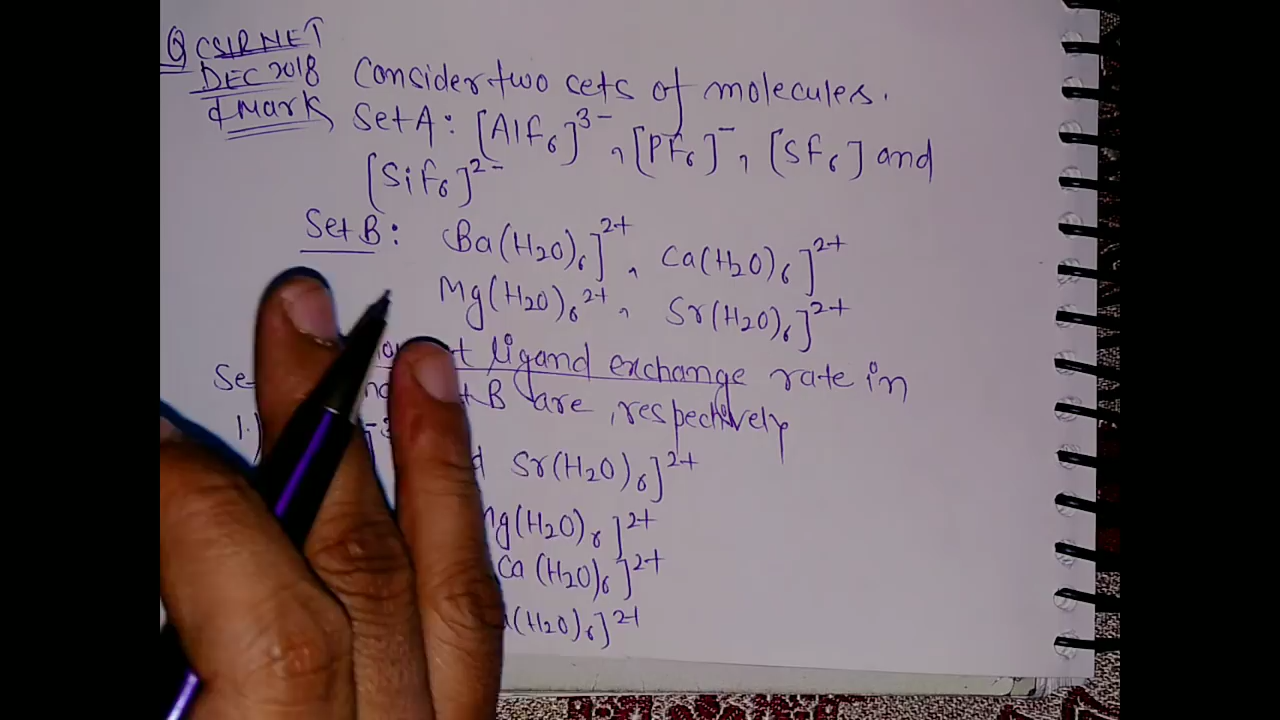 Q CSIR NET
DEC 2018
4 Mark
Consider two sets of molecules.
Set A: [AlF6]3-, [PF6]-, [SF6] and
[SiF6]2-
Set B: Ba(H2O)6]2+, Ca(H2O)6]2+
Mg(H2O)6 2+, Sr(H2O)6]2+
ligand exchange rate in
B are, respectively
1.) Sr(H2O)6]2+
Mg(H2O)6]2+
Ca(H2O)6]2+
(H2O)6]2+